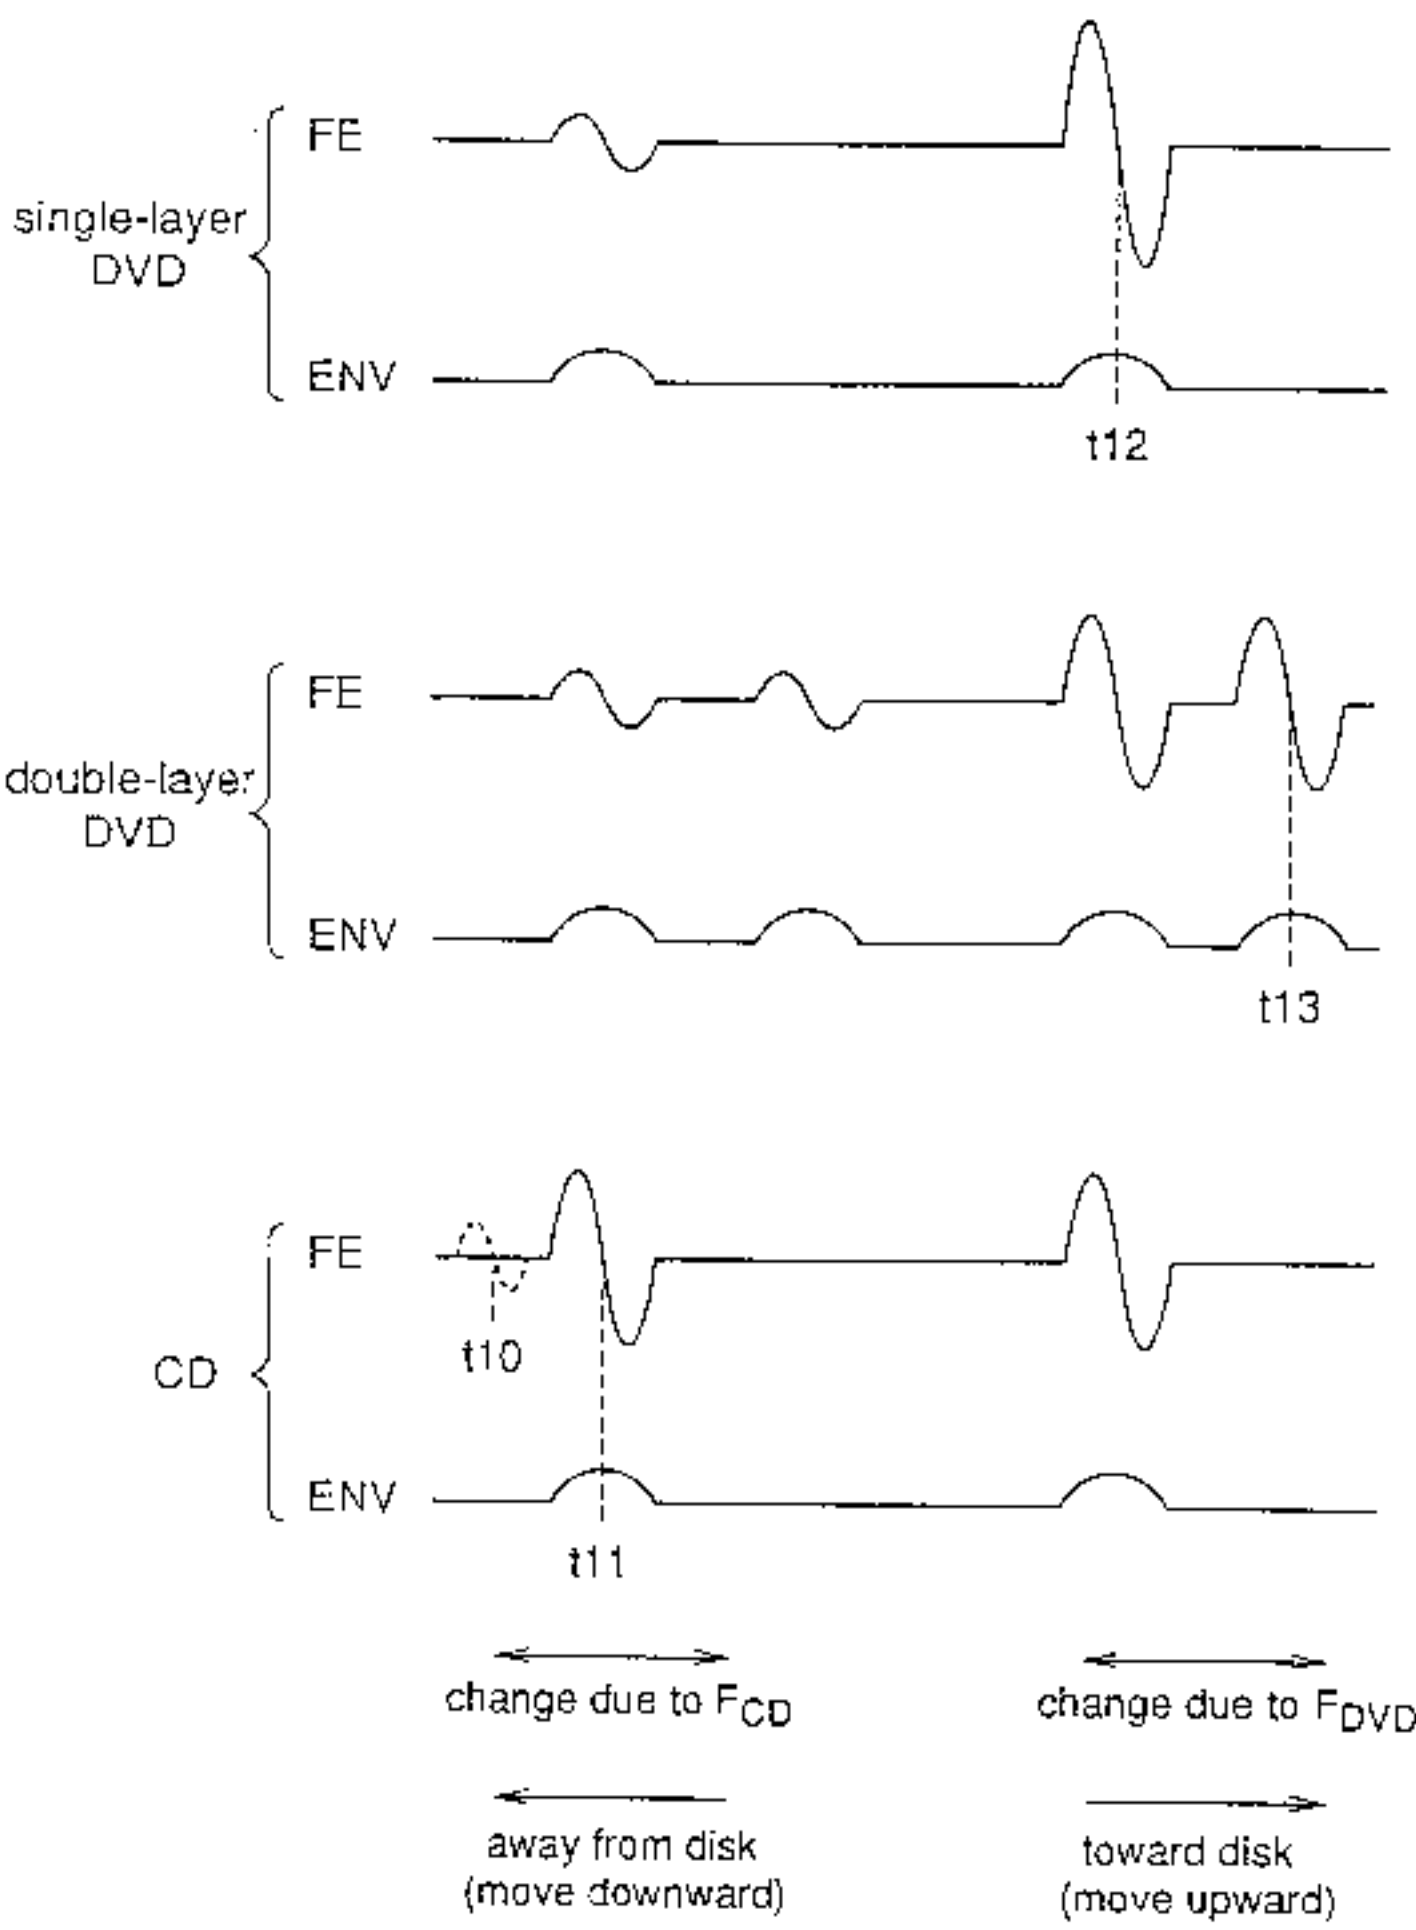 FE
single-layer
DVD
ENV
t12
FE
double-layer
DVD
ENV
t13
FE
t10
CD
ENV
t11
change due to FCD
change due to FDVD
away from disk
(move downward)
toward disk
(move upward)